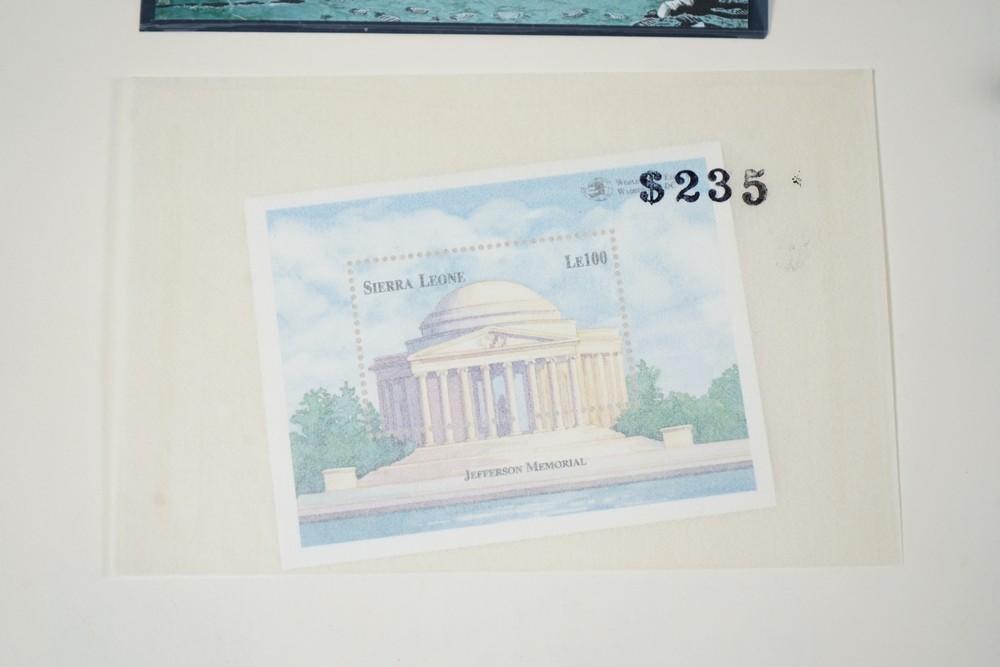 $235
SIERRA LEONE
LE100
JEFFERSON MEMORIAL